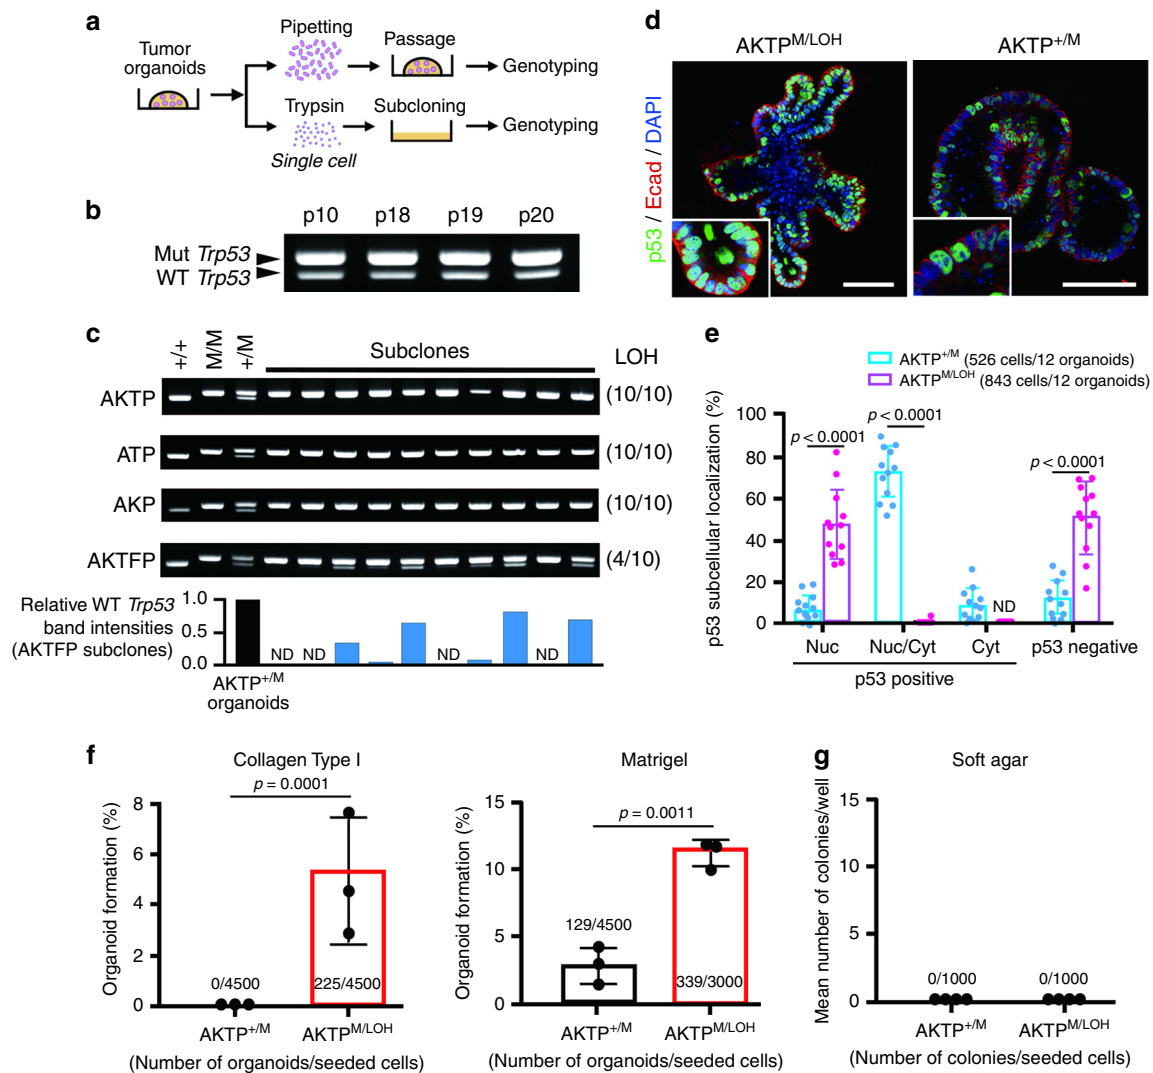 a
Tumor
organoids
Pipetting
Passage
Genotyping
Trypsin
Subcloning
Genotyping
Single cell
b
p10 p18 p19 p20
Mut Trp53
WT Trp53
c
+/+ M/M +/M
Subclones
LOH
AKTP (10/10)
ATP (10/10)
AKP (10/10)
AKTFP (4/10)
Relative WT Trp53
band intensities
(AKTFP subclones)
1.0
0.5
0.0
ND ND ND ND
AKTP+/M
organoids
d
AKTPM/LOH
AKTP+/M
p53 / Ecad / DAPI
e
AKTP+/M (526 cells/12 organoids)
AKTPM/LOH (843 cells/12 organoids)
p53 subcellular localization (%)
100
80
60
40
20
0
p < 0.0001
p < 0.0001
p < 0.0001
ND
Nuc Nuc/Cyt Cyt p53 negative
p53 positive
f
Collagen Type I
p = 0.0001
Organoid formation (%)
8
6
4
2
0
0/4500
225/4500
AKTP+/M AKTPM/LOH
(Number of organoids/seeded cells)
Matrigel
p = 0.0011
Organoid formation (%)
15
10
5
0
129/4500
339/3000
AKTP+/M AKTPM/LOH
(Number of organoids/seeded cells)
g
Soft agar
Mean number of colonies/well
15
10
5
0
0/1000 0/1000
AKTP+/M AKTPM/LOH
(Number of colonies/seeded cells)